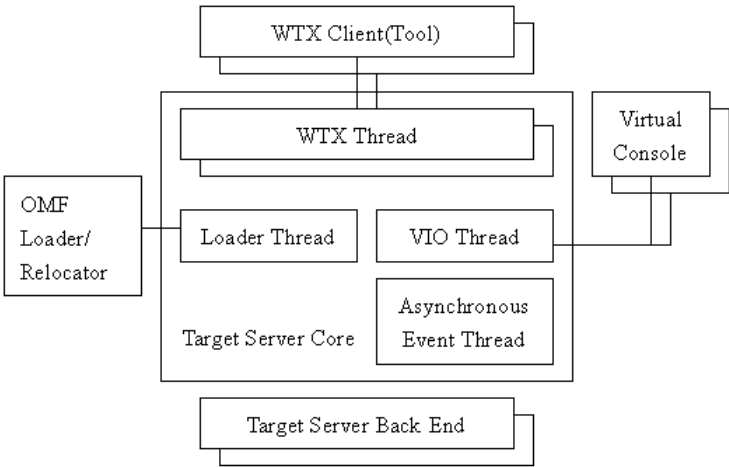 WTX Client(Tool)
WTX Thread
Virtual
Console
OMF
Loader/
Relocator
Loader Thread
VIO Thread
Asynchronous
Event Thread
Target Server Core
Target Server Back End